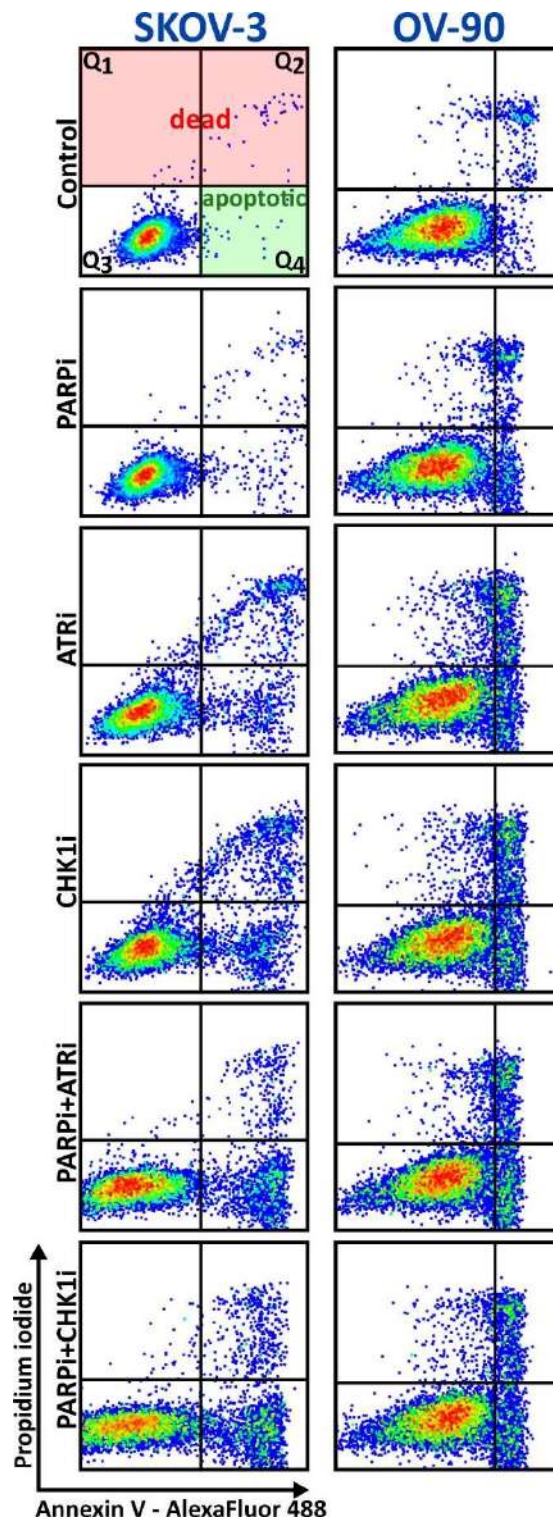 SKOV-3 OV-90
Control
Q1 Q2
dead
apoptotic
Q3 Q4
PARPi
ATRi
CHK1i
PARPi+ATRi
PARPi+CHK1i
Propidium iodide
Annexin V - AlexaFluor 488